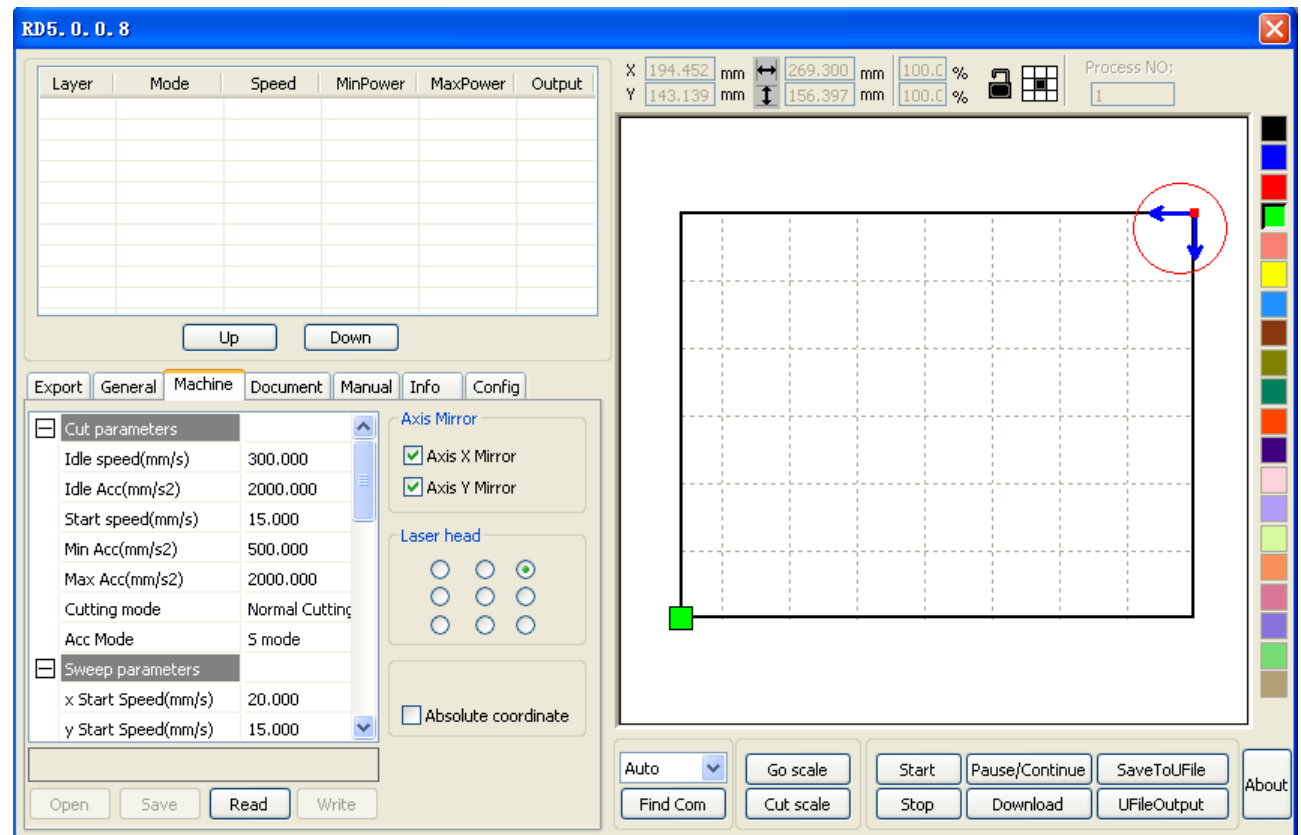 RD5.0.0.8
Layer Mode Speed MinPower MaxPower Output
Up Down
Export General Machine Document Manual Info Config
Cut parameters
Idle speed(mm/s) 300.000
Idle Acc(mm/s2) 2000.000
Start speed(mm/s) 15.000
Min Acc(mm/s2) 500.000
Max Acc(mm/s2) 2000.000
Cutting mode Normal Cutting
Acc Mode S mode
Sweep parameters
x Start Speed(mm/s) 20.000
y Start Speed(mm/s) 15.000
Open Save Read Write
Axis Mirror
Axis X Mirror
Axis Y Mirror
Laser head
Absolute coordinate
X 194.452 mm 269.300 mm 100.0 %
Y 143.139 mm 156.397 mm 100.0 %
Process NO:
1
Auto Go scale Start Pause/Continue SaveToUFile
Find Com Cut scale Stop Download UFileOutput
About